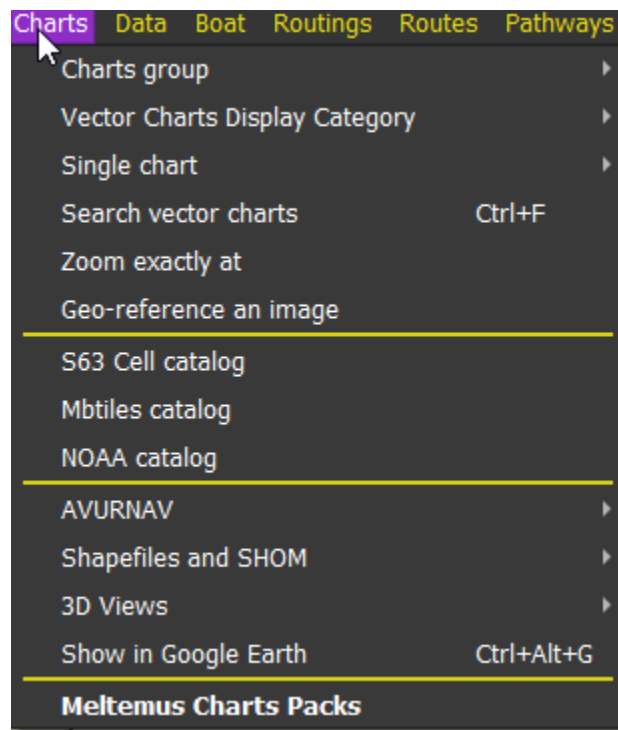 Charts Data Boat Routings Routes Pathways
Charts group
Vector Charts Display Category
Single chart
Search vector charts Ctrl+F
Zoom exactly at
Geo-reference an image
S63 Cell catalog
Mbtiles catalog
NOAA catalog
AVURNAV
Shapefiles and SHOM
3D Views
Show in Google Earth Ctrl+Alt+G
Meltemus Charts Packs